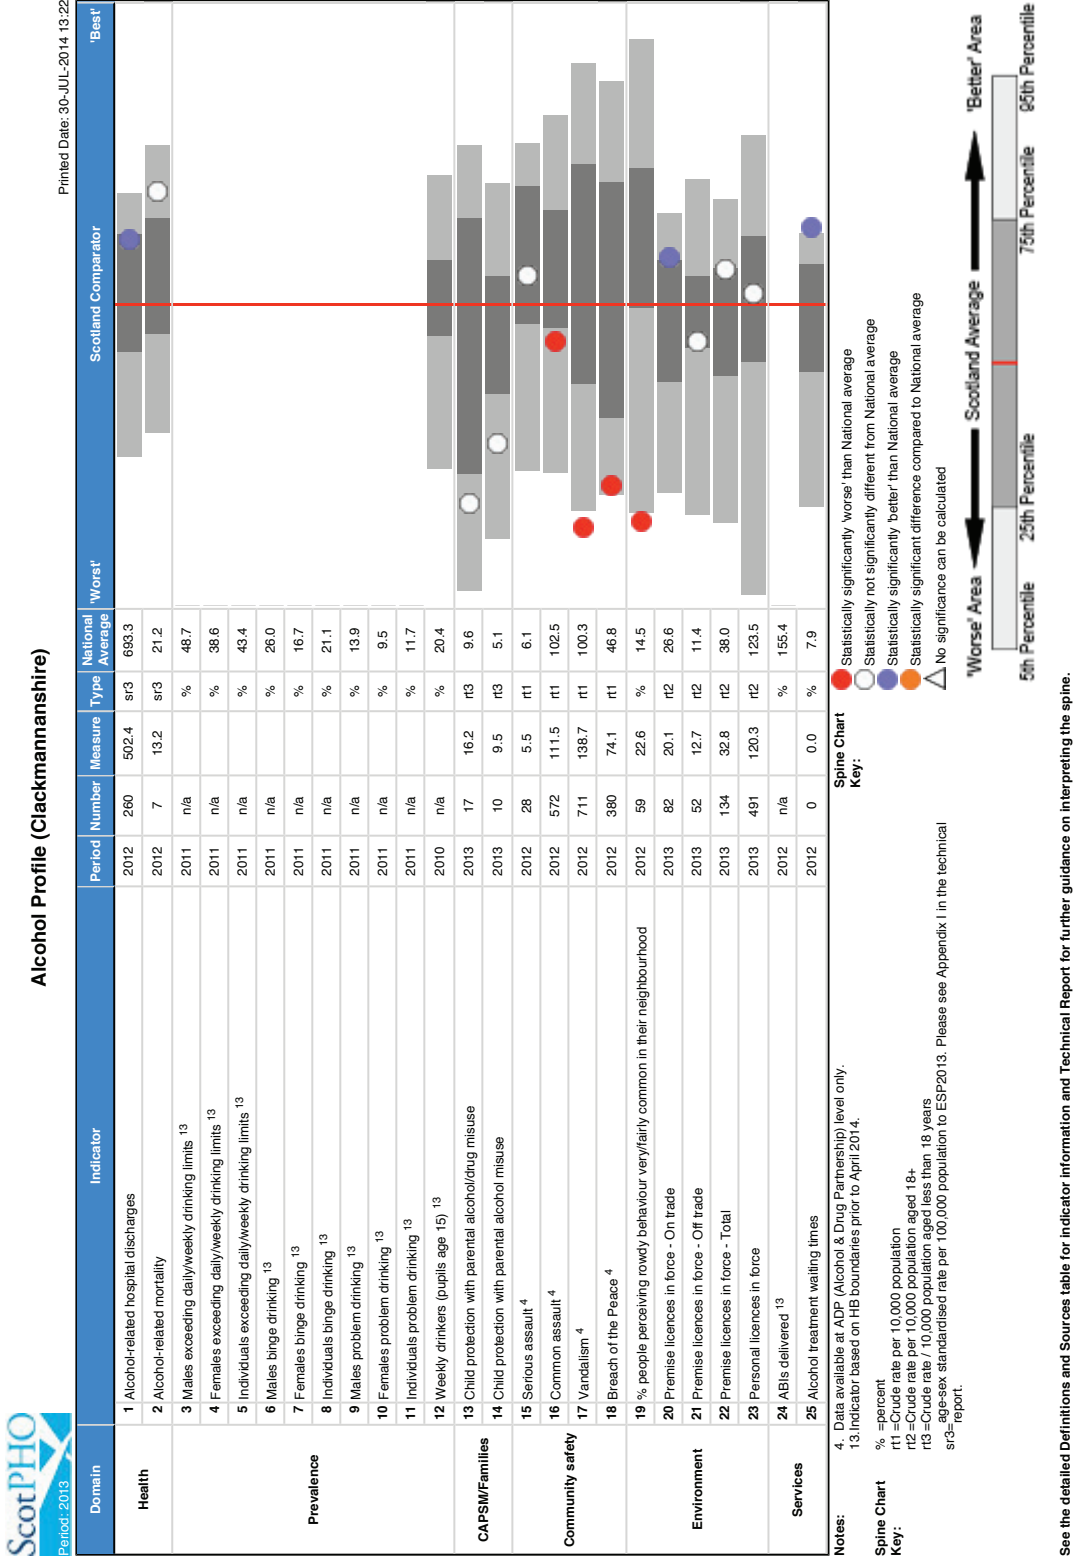 ScotPHO
Period: 2013
Alcohol Profile (Clackmannanshire)
Printed Date: 30-JUL-2014 13:22
Domain Indicator Period Number Measure Type National Average 'Worst' Scotland Comparator 'Best'
Health
1 Alcohol-related hospital discharges 2012 260 502.4 sr3 693.3
2 Alcohol-related mortality 2012 7 13.2 sr3 21.2
Prevalence
3 Males exceeding daily/weekly drinking limits 13 2011 n/a % 48.7
4 Females exceeding daily/weekly drinking limits 13 2011 n/a % 38.6
5 Individuals exceeding daily/weekly drinking limits 13 2011 n/a % 43.4
6 Males binge drinking 13 2011 n/a % 26.0
7 Females binge drinking 13 2011 n/a % 16.7
8 Individuals binge drinking 13 2011 n/a % 21.1
9 Males problem drinking 13 2011 n/a % 13.9
10 Females problem drinking 13 2011 n/a % 9.5
11 Individuals problem drinking 13 2011 n/a % 11.7
12 Weekly drinkers (pupils age 15) 13 2010 n/a % 20.4
CAPSM/Families
13 Child protection with parental alcohol/drug misuse 2013 17 16.2 rt3 9.6
14 Child protection with parental alcohol misuse 2013 10 9.5 rt3 5.1
Community safety
15 Serious assault 4 2012 28 5.5 rt1 6.1
16 Common assault 4 2012 572 111.5 rt1 102.5
17 Vandalism 4 2012 711 138.7 rt1 100.3
18 Breach of the Peace 4 2012 380 74.1 rt1 46.8
Environment
19 % people perceiving rowdy behaviour very/fairly common in their neighbourhood 2012 59 22.6 % 14.5
20 Premise licences in force - On trade 2013 82 20.1 rt2 26.6
21 Premise licences in force - Off trade 2013 52 12.7 rt2 11.4
22 Premise licences in force - Total 2013 134 32.8 rt2 38.0
23 Personal licences in force 2013 491 120.3 rt2 123.5
Services
24 ABIs delivered 13 2012 n/a % 155.4
25 Alcohol treatment waiting times 2012 0 0.0 % 7.9
Notes:
4. Data available at ADP (Alcohol & Drug Partnership) level only.
13.Indicator based on HB boundaries prior to April 2014.
Spine Chart
Key:
% =percent
rt1 =Crude rate per 10,000 population
rt2 =Crude rate per 10,000 population aged 18+
rt3 =Crude rate / 10,000 population aged less than 18 years
sr3= age-sex standardised rate per 100,000 population to ESP2013. Please see Appendix I in the technical
report.
Spine Chart
Key:
Statistically significantly 'worse' than National average
Statistically not significantly different from National average
Statistically significantly 'better' than National average
Statistically significant difference compared to National average
No significance can be calculated
'Worse' Area Scotland Average 'Better' Area
5th Percentile 25th Percentile 75th Percentile 95th Percentile
See the detailed Definitions and Sources table for indicator information and Technical Report for further guidance on interpreting the spine.